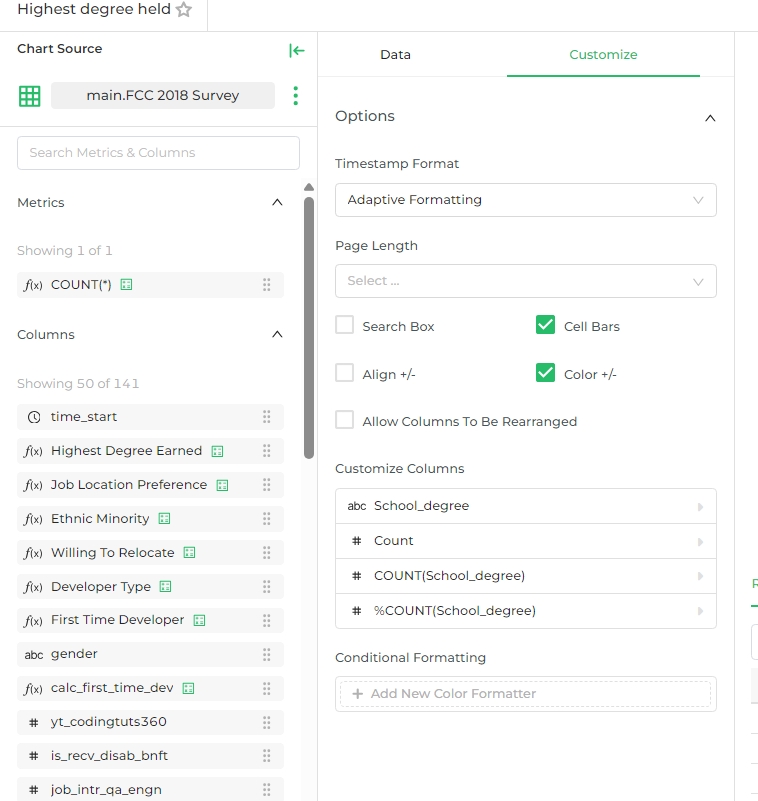 Highest degree held
Chart Source
main.FCC 2018 Survey
Search Metrics & Columns
Metrics
Showing 1 of 1
f(x) COUNT(*)
Columns
Showing 50 of 141
time_start
f(x) Highest Degree Earned
f(x) Job Location Preference
f(x) Ethnic Minority
f(x) Willing To Relocate
f(x) Developer Type
f(x) First Time Developer
abc gender
f(x) calc_first_time_dev
# yt_codingtuts360
# is_recv_disab_bnft
# job_intr_qa_engn
Data
Customize
Options
Timestamp Format
Adaptive Formatting
Page Length
Select ...
Search Box
Cell Bars
Align +/-
Color +/-
Allow Columns To Be Rearranged
Customize Columns
abc School_degree
# Count
# COUNT(School_degree)
# %COUNT(School_degree)
Conditional Formatting
+ Add New Color Formatter